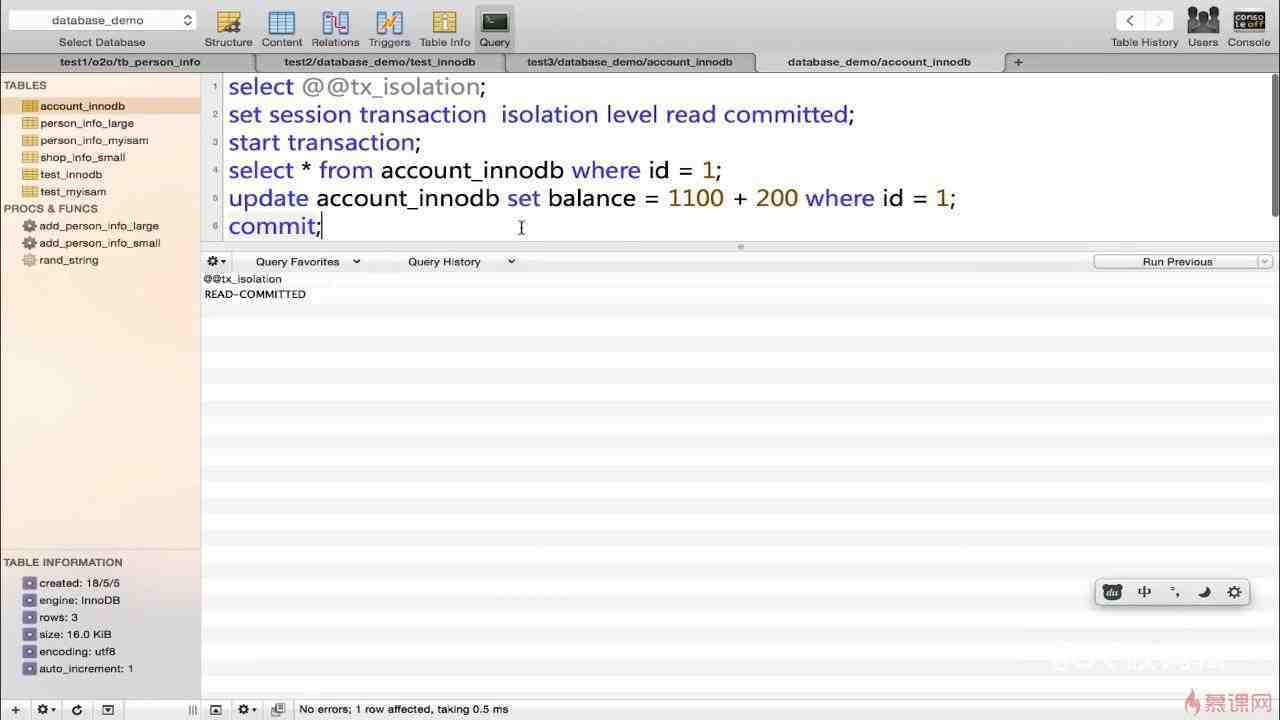 database_demo
Select Database
Structure
Content
Relations
Triggers
Table Info
Query
Table History
Users
conso
le off
Console
test1/o2o/tb_person_info
test2/database_demo/test_innodb
test3/database_demo/account_innodb
database_demo/account_innodb
+
TABLES
account_innodb
person_info_large
person_info_myisam
shop_info_small
test_innodb
test_myisam
PROCS & FUNCS
add_person_info_large
add_person_info_small
rand_string
1 select @@tx_isolation;
2 set session transaction  isolation level read committed;
3 start transaction;
4 select * from account_innodb where id = 1;
5 update account_innodb set balance = 1100 + 200 where id = 1;
6 commit;
Query Favorites
Query History
Run Previous
@@tx_isolation
READ-COMMITTED
TABLE INFORMATION
created: 18/5/5
engine: InnoDB
rows: 3
size: 16.0 KiB
encoding: utf8
auto_increment: 1
du 中 °,
No errors; 1 row affected, taking 0.5 ms
慕课网